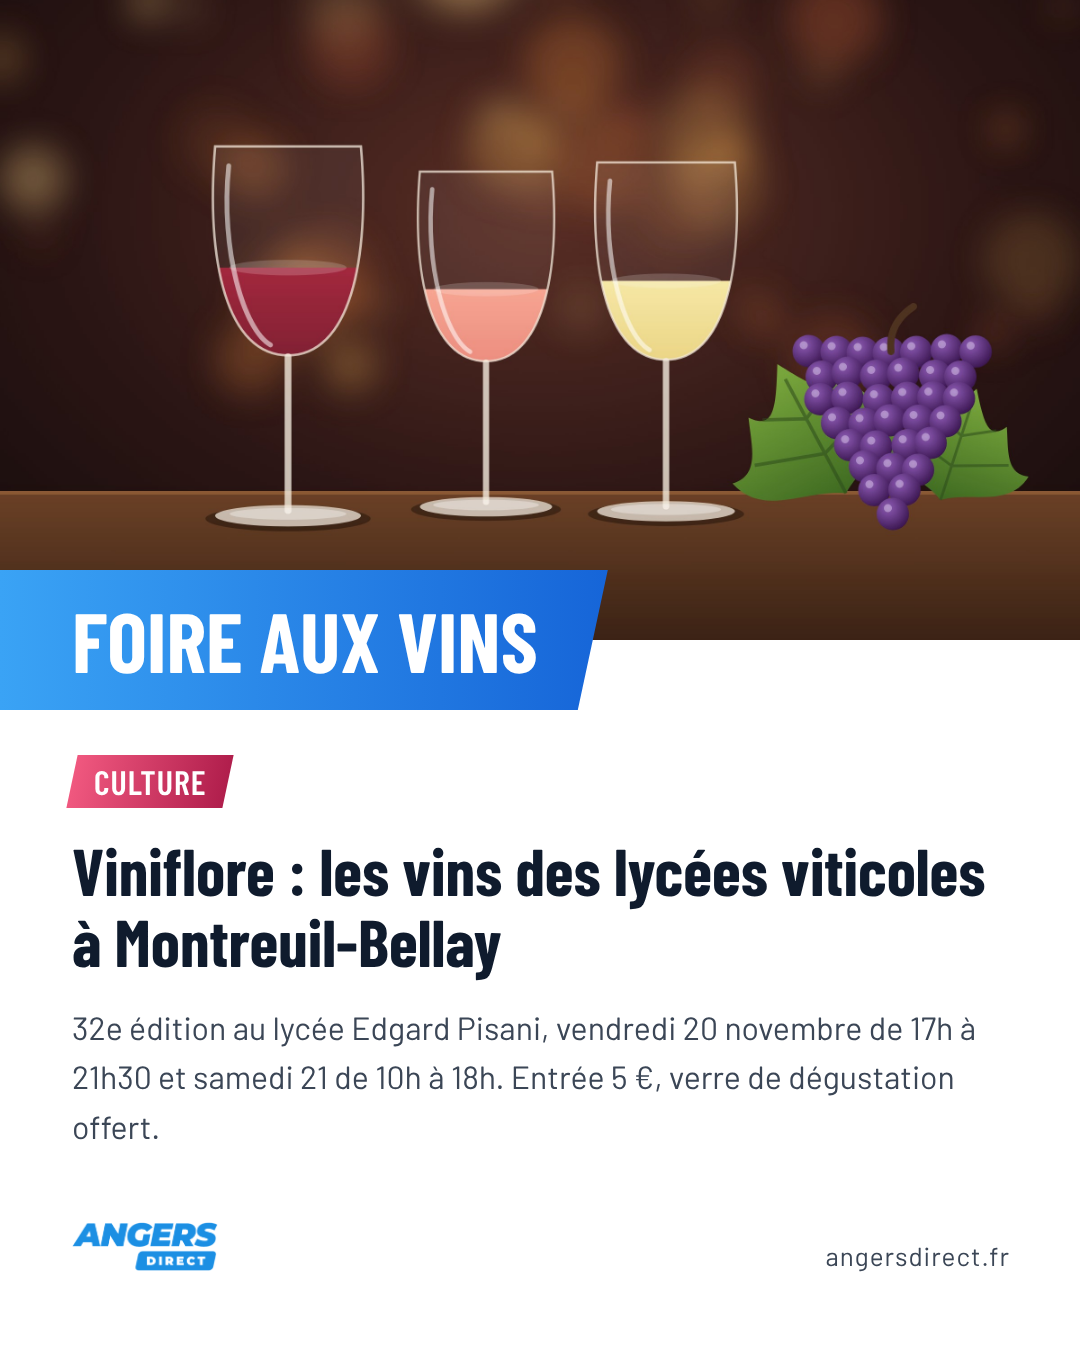 FOIRE AUX VINS
CULTURE
Viniflore : les vins des lycées viticoles
à Montreuil-Bellay
32e édition au lycée Edgard Pisani, vendredi 20 novembre de 17h à
21h30 et samedi 21 de 10h à 18h. Entrée 5 €, verre de dégustation
offert.
ANGERS
DIRECT
angersdirect.fr